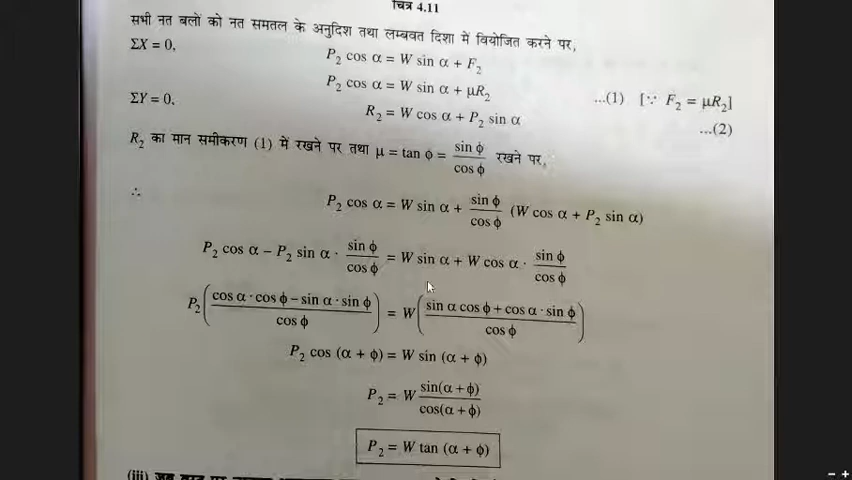 चित्र 4.11
सभी नत बलों को नत समतल के अनुदिश तथा लम्बवत दिशा में वियोजित करने पर,
ΣX = 0, P₂ cos α = W sin α + F₂
P₂ cos α = W sin α + μR₂ ...(1) [∵ F₂ = μR₂]
ΣY = 0, R₂ = W cos α + P₂ sin α ...(2)
R₂ का मान समीकरण (1) में रखने पर तथा μ = tan ϕ = sin ϕ / cos ϕ रखने पर,
∴ P₂ cos α = W sin α + sin ϕ / cos ϕ (W cos α + P₂ sin α)
P₂ cos α – P₂ sin α · sin ϕ / cos ϕ = W sin α + W cos α · sin ϕ / cos ϕ
P₂ (cos α · cos ϕ – sin α · sin ϕ / cos ϕ) = W (sin α cos ϕ + cos α · sin ϕ / cos ϕ)
P₂ cos (α + ϕ) = W sin (α + ϕ)
P₂ = W sin(α + ϕ) / cos(α + ϕ)
P₂ = W tan (α + ϕ)
(iii) जब